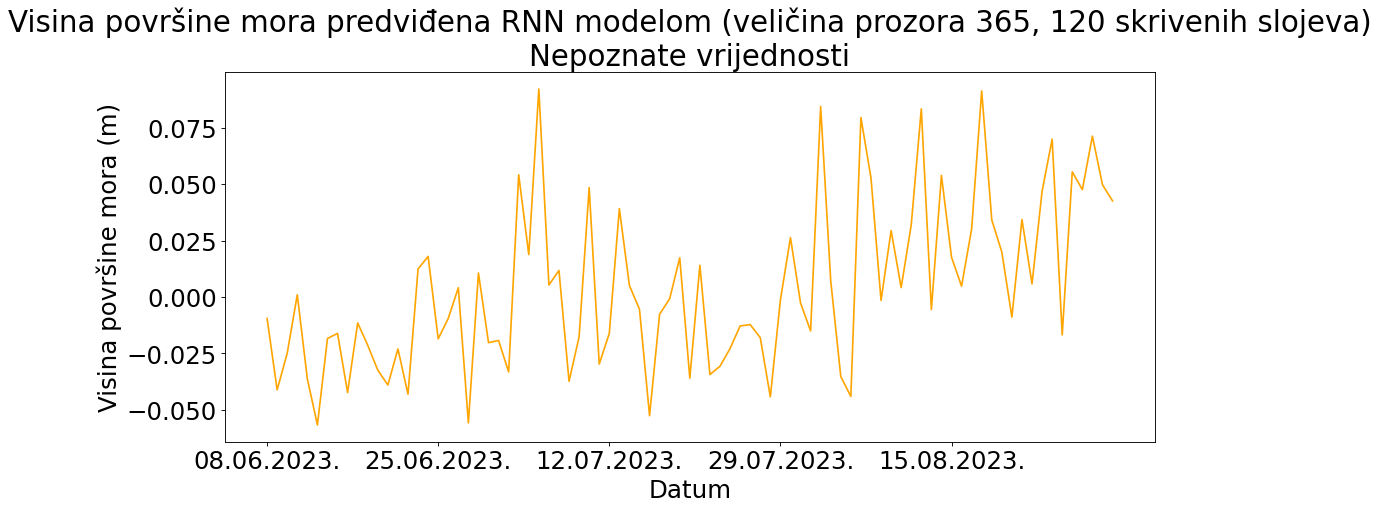 Visina površine mora predviđena RNN modelom (veličina prozora 365, 120 skrivenih slojeva)
Nepoznate vrijednosti
Visina površine mora (m)
0.075
0.050
0.025
0.000
−0.025
−0.050
08.06.2023. 25.06.2023. 12.07.2023. 29.07.2023. 15.08.2023.
Datum